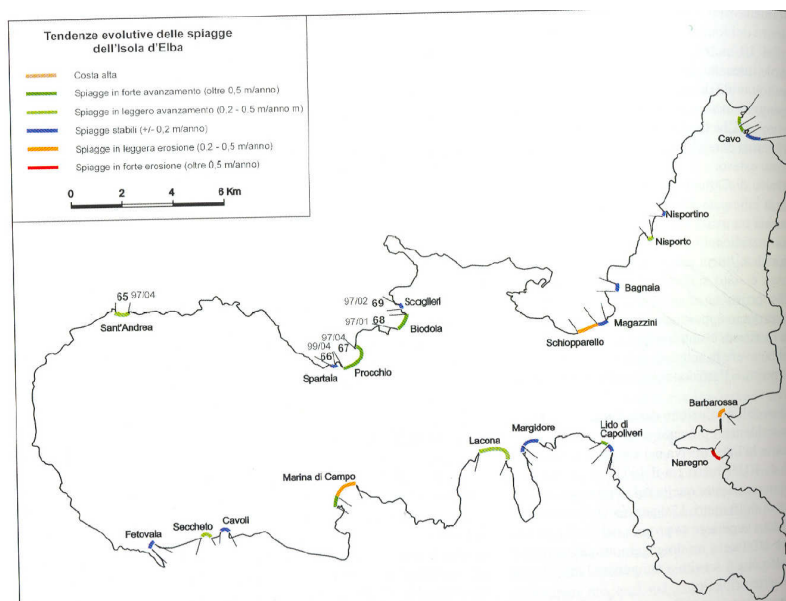 Tendenze evolutive delle spiagge
dell'Isola d'Elba
Costa alta
Spiagge in forte avanzamento (oltre 0,5 m/anno)
Spiagge in leggero avanzamento (0.2 - 0,5 m/anno m)
Spiagge stabili (+/- 0,2 m/anno)
Spiagge in leggera erosione (0.2 - 0,5 m/anno)
Spiagge in forte erosione (oltre 0,5 m/anno)
0 2 4 6 Km
Cavo
Nisportino
Nisporto
Bagnaia
65 97/04
Sant'Andrea
97/02 69 Scaglieri
97/01 68 Biodola
97/04
99/04 67
66
Spartaia
Procchio
Magazzini
Schiopparello
Barbarossa
Naregno
Lido di
Capoliveri
Margidore
Lacona
Marina di Campo
Fetovaia
Seccheto
Cavoli